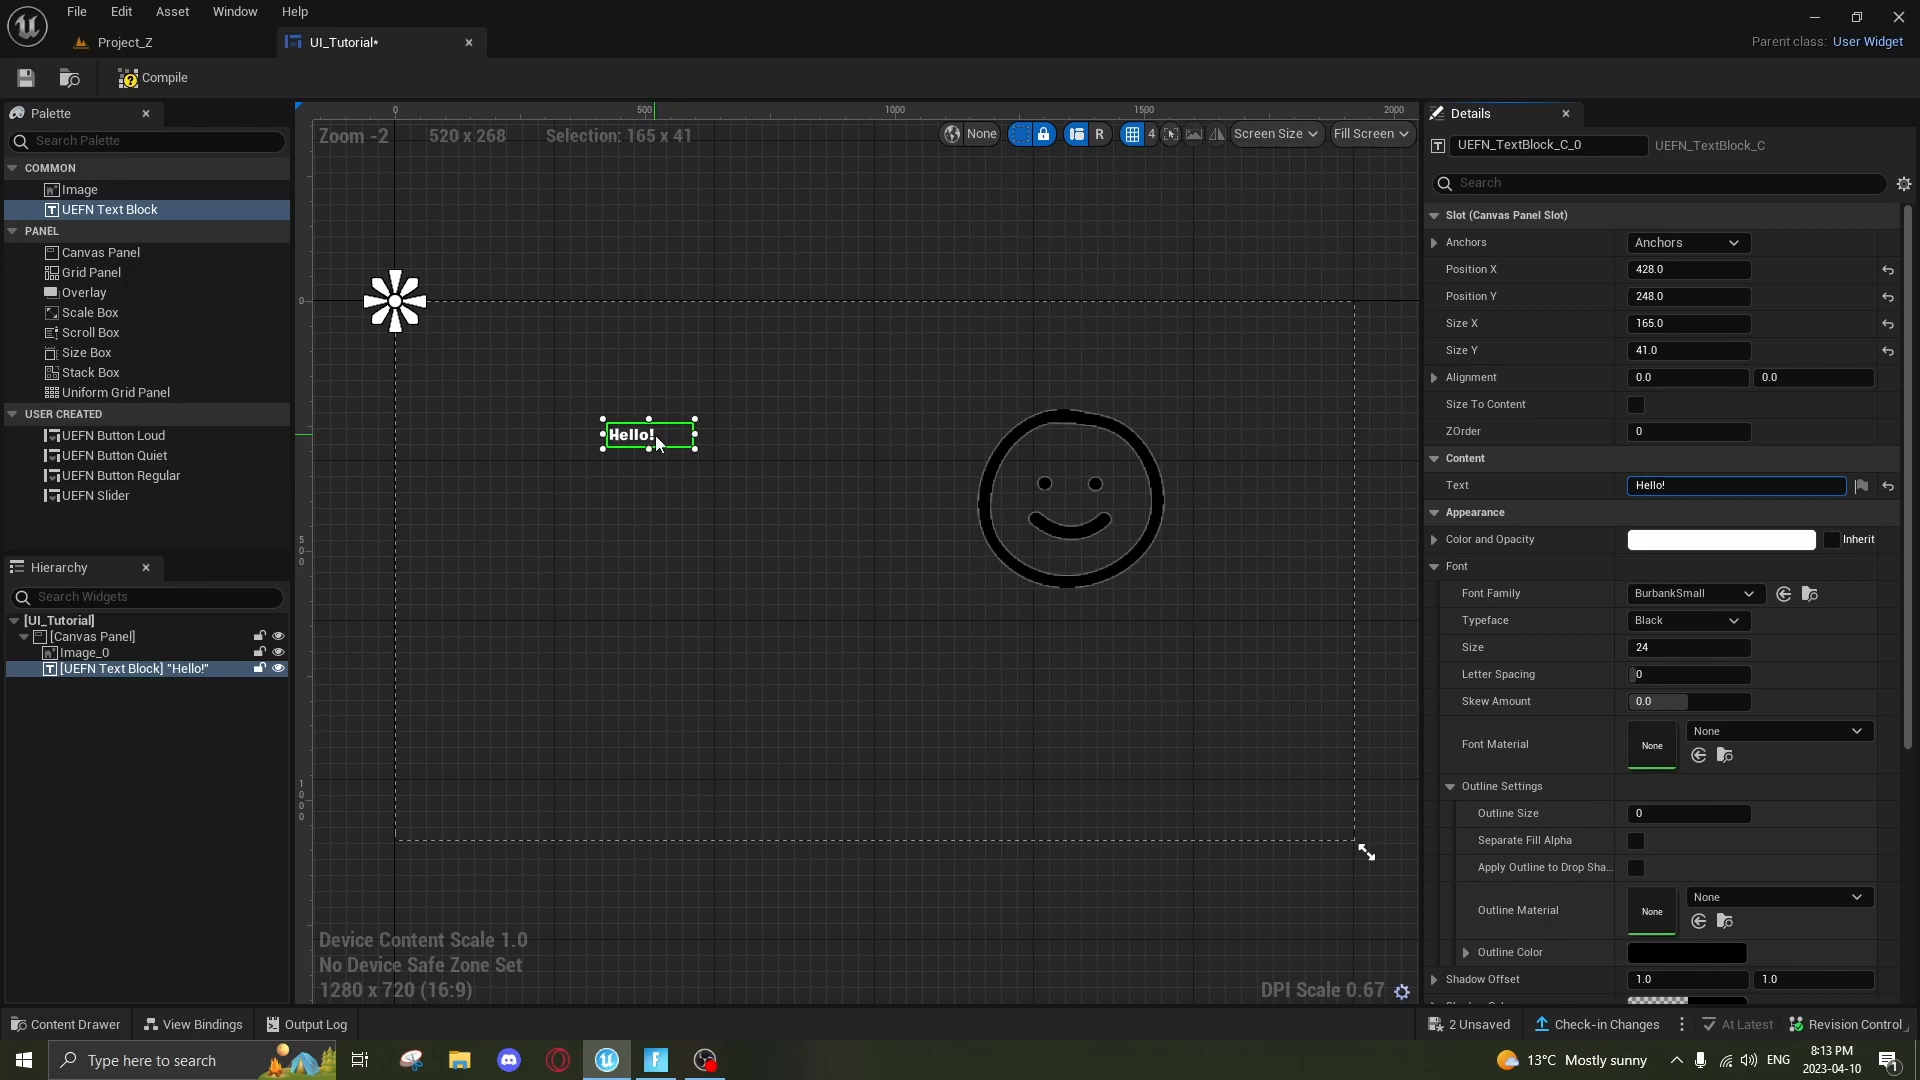 File Edit Asset Window Help
Project_Z UI_Tutorial*
Parent class: User Widget
Compile
Palette
Search Palette
COMMON
Image
UEFN Text Block
PANEL
Canvas Panel
Grid Panel
Overlay
Scale Box
Scroll Box
Size Box
Stack Box
Uniform Grid Panel
USER CREATED
UEFN Button Loud
UEFN Button Quiet
UEFN Button Regular
UEFN Slider
Hierarchy
Search Widgets
[UI_Tutorial]
[Canvas Panel]
Image_0
[UEFN Text Block] "Hello!"
0 500 1000 1500 2000
Zoom -2 520 x 268 Selection: 165 x 41
None R 4 Screen Size Fill Screen
0
500
1000
Hello!
Device Content Scale 1.0
No Device Safe Zone Set
1280 x 720 (16:9)
DPI Scale 0.67
Details
UEFN_TextBlock_C_0 UEFN_TextBlock_C
Search
Slot (Canvas Panel Slot)
Anchors Anchors
Position X 428.0
Position Y 248.0
Size X 165.0
Size Y 41.0
Alignment 0.0 0.0
Size To Content
ZOrder 0
Content
Text Hello!
Appearance
Color and Opacity Inherit
Font
Font Family BurbankSmall
Typeface Black
Size 24
Letter Spacing 0
Skew Amount 0.0
Font Material None None
Outline Settings
Outline Size 0
Separate Fill Alpha
Apply Outline to Drop Sha...
Outline Material None None
Outline Color
Shadow Offset 1.0 1.0
Content Drawer View Bindings Output Log
2 Unsaved Check-in Changes At Latest Revision Control
Type here to search
13°C Mostly sunny ENG
8:13 PM
2023-04-10
1